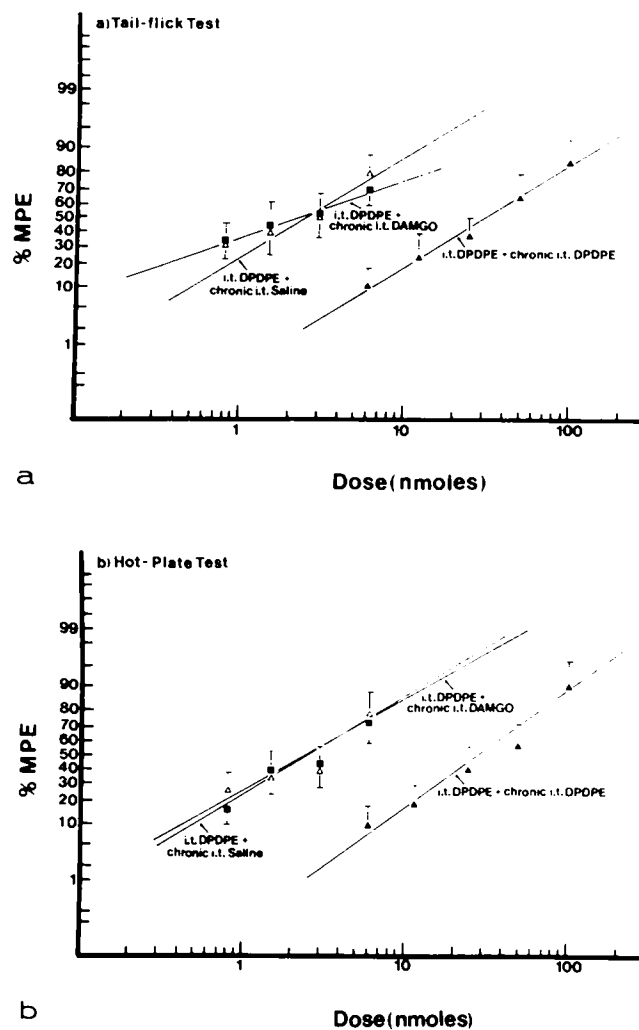 a) Tail-flick Test
99
90
80
70
60
50
40
30
20
10
1
% MPE
i.t. DPDPE +
chronic i.t. DAMGO
i.t. DPDPE + chronic i.t. DPDPE
i.t. DPDPE +
chronic i.t. Saline
1 10 100
a
Dose (nmoles)
b) Hot-Plate Test
99
90
80
70
60
50
40
30
20
10
1
% MPE
i.t. DPDPE +
chronic i.t. DAMGO
i.t. DPDPE + chronic i.t. DPDPE
i.t. DPDPE +
chronic i.t. Saline
1 10 100
b
Dose (nmoles)